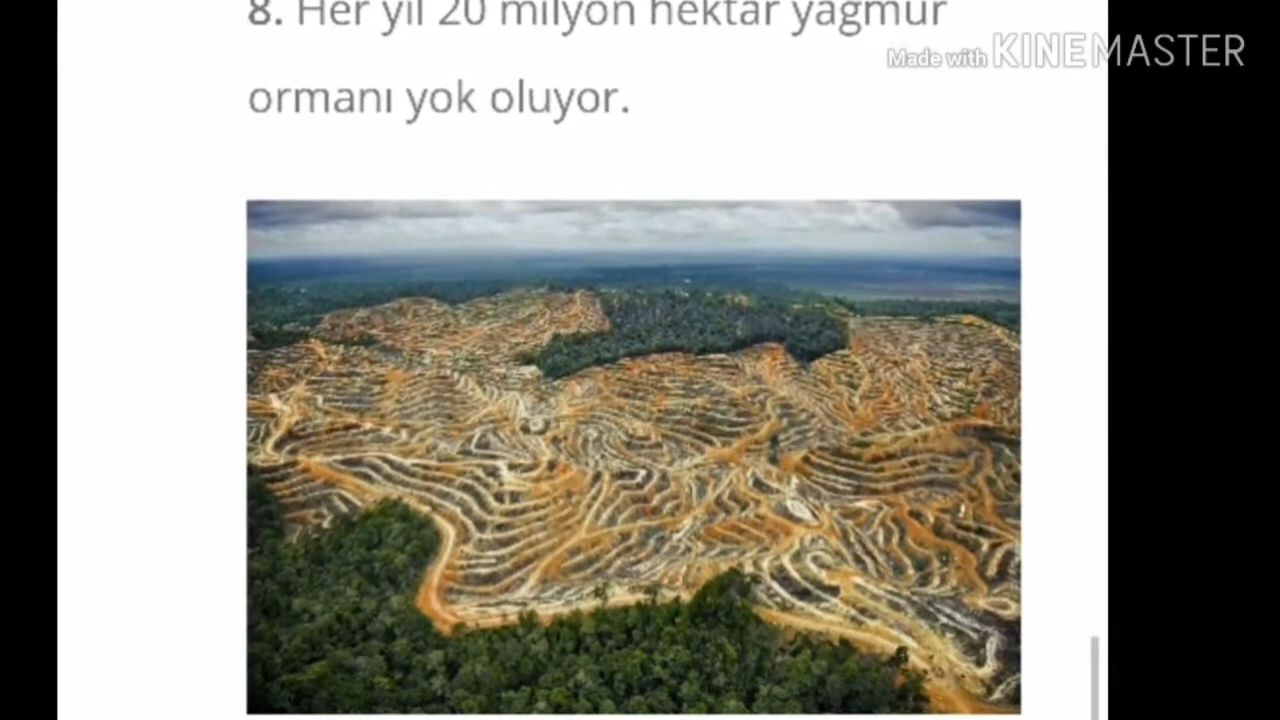 8. Her yıl 20 milyon hektar yağmur
Made with KINEMASTER
ormanı yok oluyor.